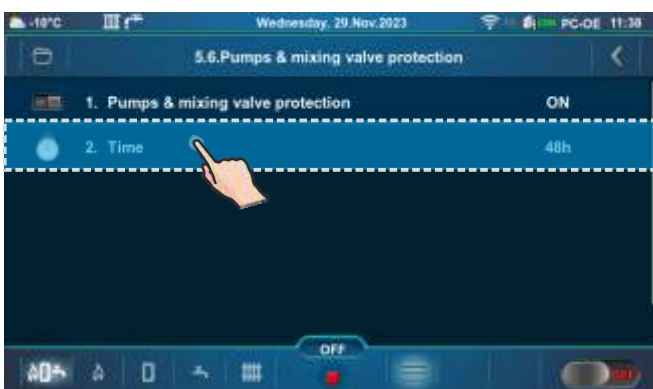 -10°C Wednesday, 29.Nov.2023 PC-OE 11:38
5.6.Pumps & mixing valve protection
1. Pumps & mixing valve protection ON
2. Time 48h
OFF
OFF